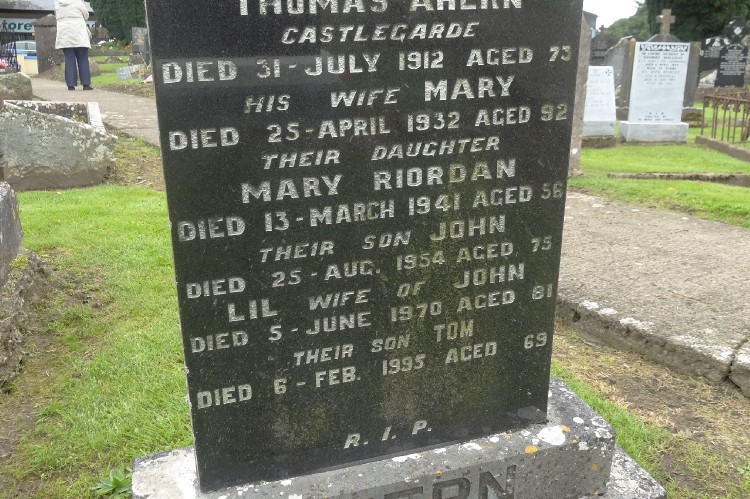 THOMAS AHERN
CASTLEGARDE
DIED 31 - JULY 1912 AGED 73
HIS WIFE MARY
DIED 25 - APRIL 1932 AGED 92
THEIR DAUGHTER
MARY RIORDAN
DIED 13 - MARCH 1941 AGED 56
THEIR SON JOHN
DIED 25 - AUG. 1954 AGED 75
LIL WIFE OF JOHN
DIED 5 - JUNE 1970 AGED 81
THEIR SON TOM
DIED 6 - FEB. 1995 AGED 69
R. I. P.